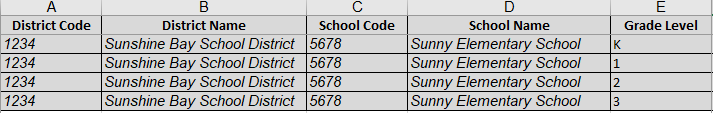 A B C D E
District Code District Name School Code School Name Grade Level
1234 Sunshine Bay School District 5678 Sunny Elementary School K
1234 Sunshine Bay School District 5678 Sunny Elementary School 1
1234 Sunshine Bay School District 5678 Sunny Elementary School 2
1234 Sunshine Bay School District 5678 Sunny Elementary School 3